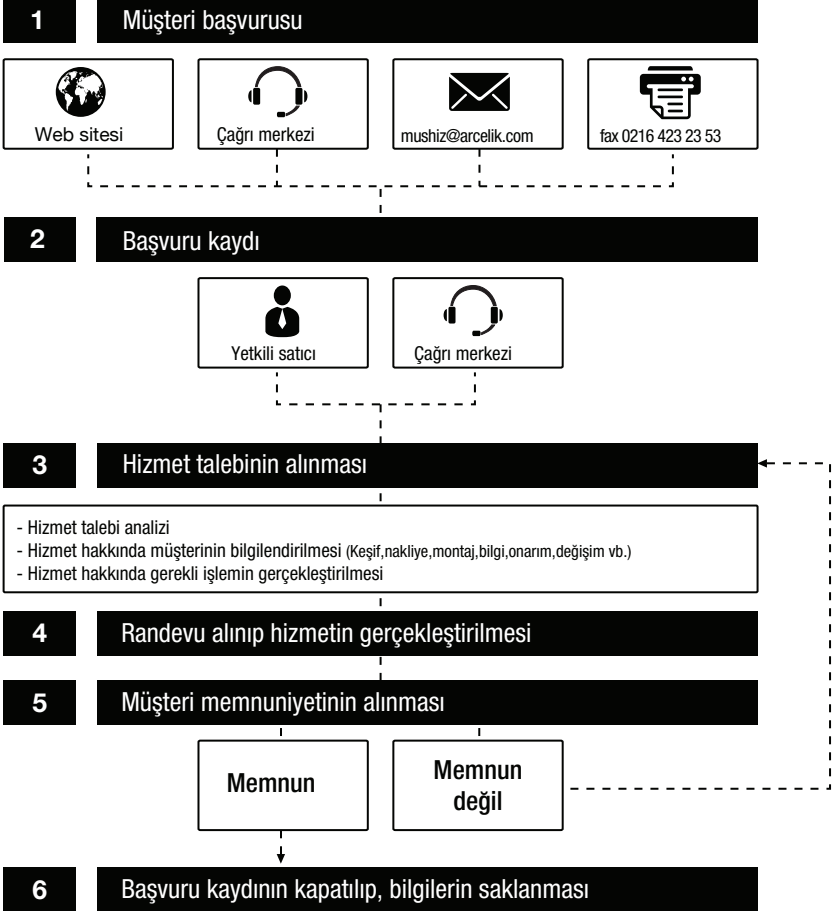 1 Müşteri başvurusu
Web sitesi
Çağrı merkezi
mushiz@arcelik.com
fax 0216 423 23 53
2 Başvuru kaydı
Yetkili satıcı
Çağrı merkezi
3 Hizmet talebinin alınması
- Hizmet talebi analizi
- Hizmet hakkında müşterinin bilgilendirilmesi (Keşif,nakliye,montaj,bilgi,onarım,değişim vb.)
- Hizmet hakkında gerekli işlemin gerçekleştirilmesi
4 Randevu alınıp hizmetin gerçekleştirilmesi
5 Müşteri memnuniyetinin alınması
Memnun
Memnun
değil
6 Başvuru kaydının kapatılıp, bilgilerin saklanması